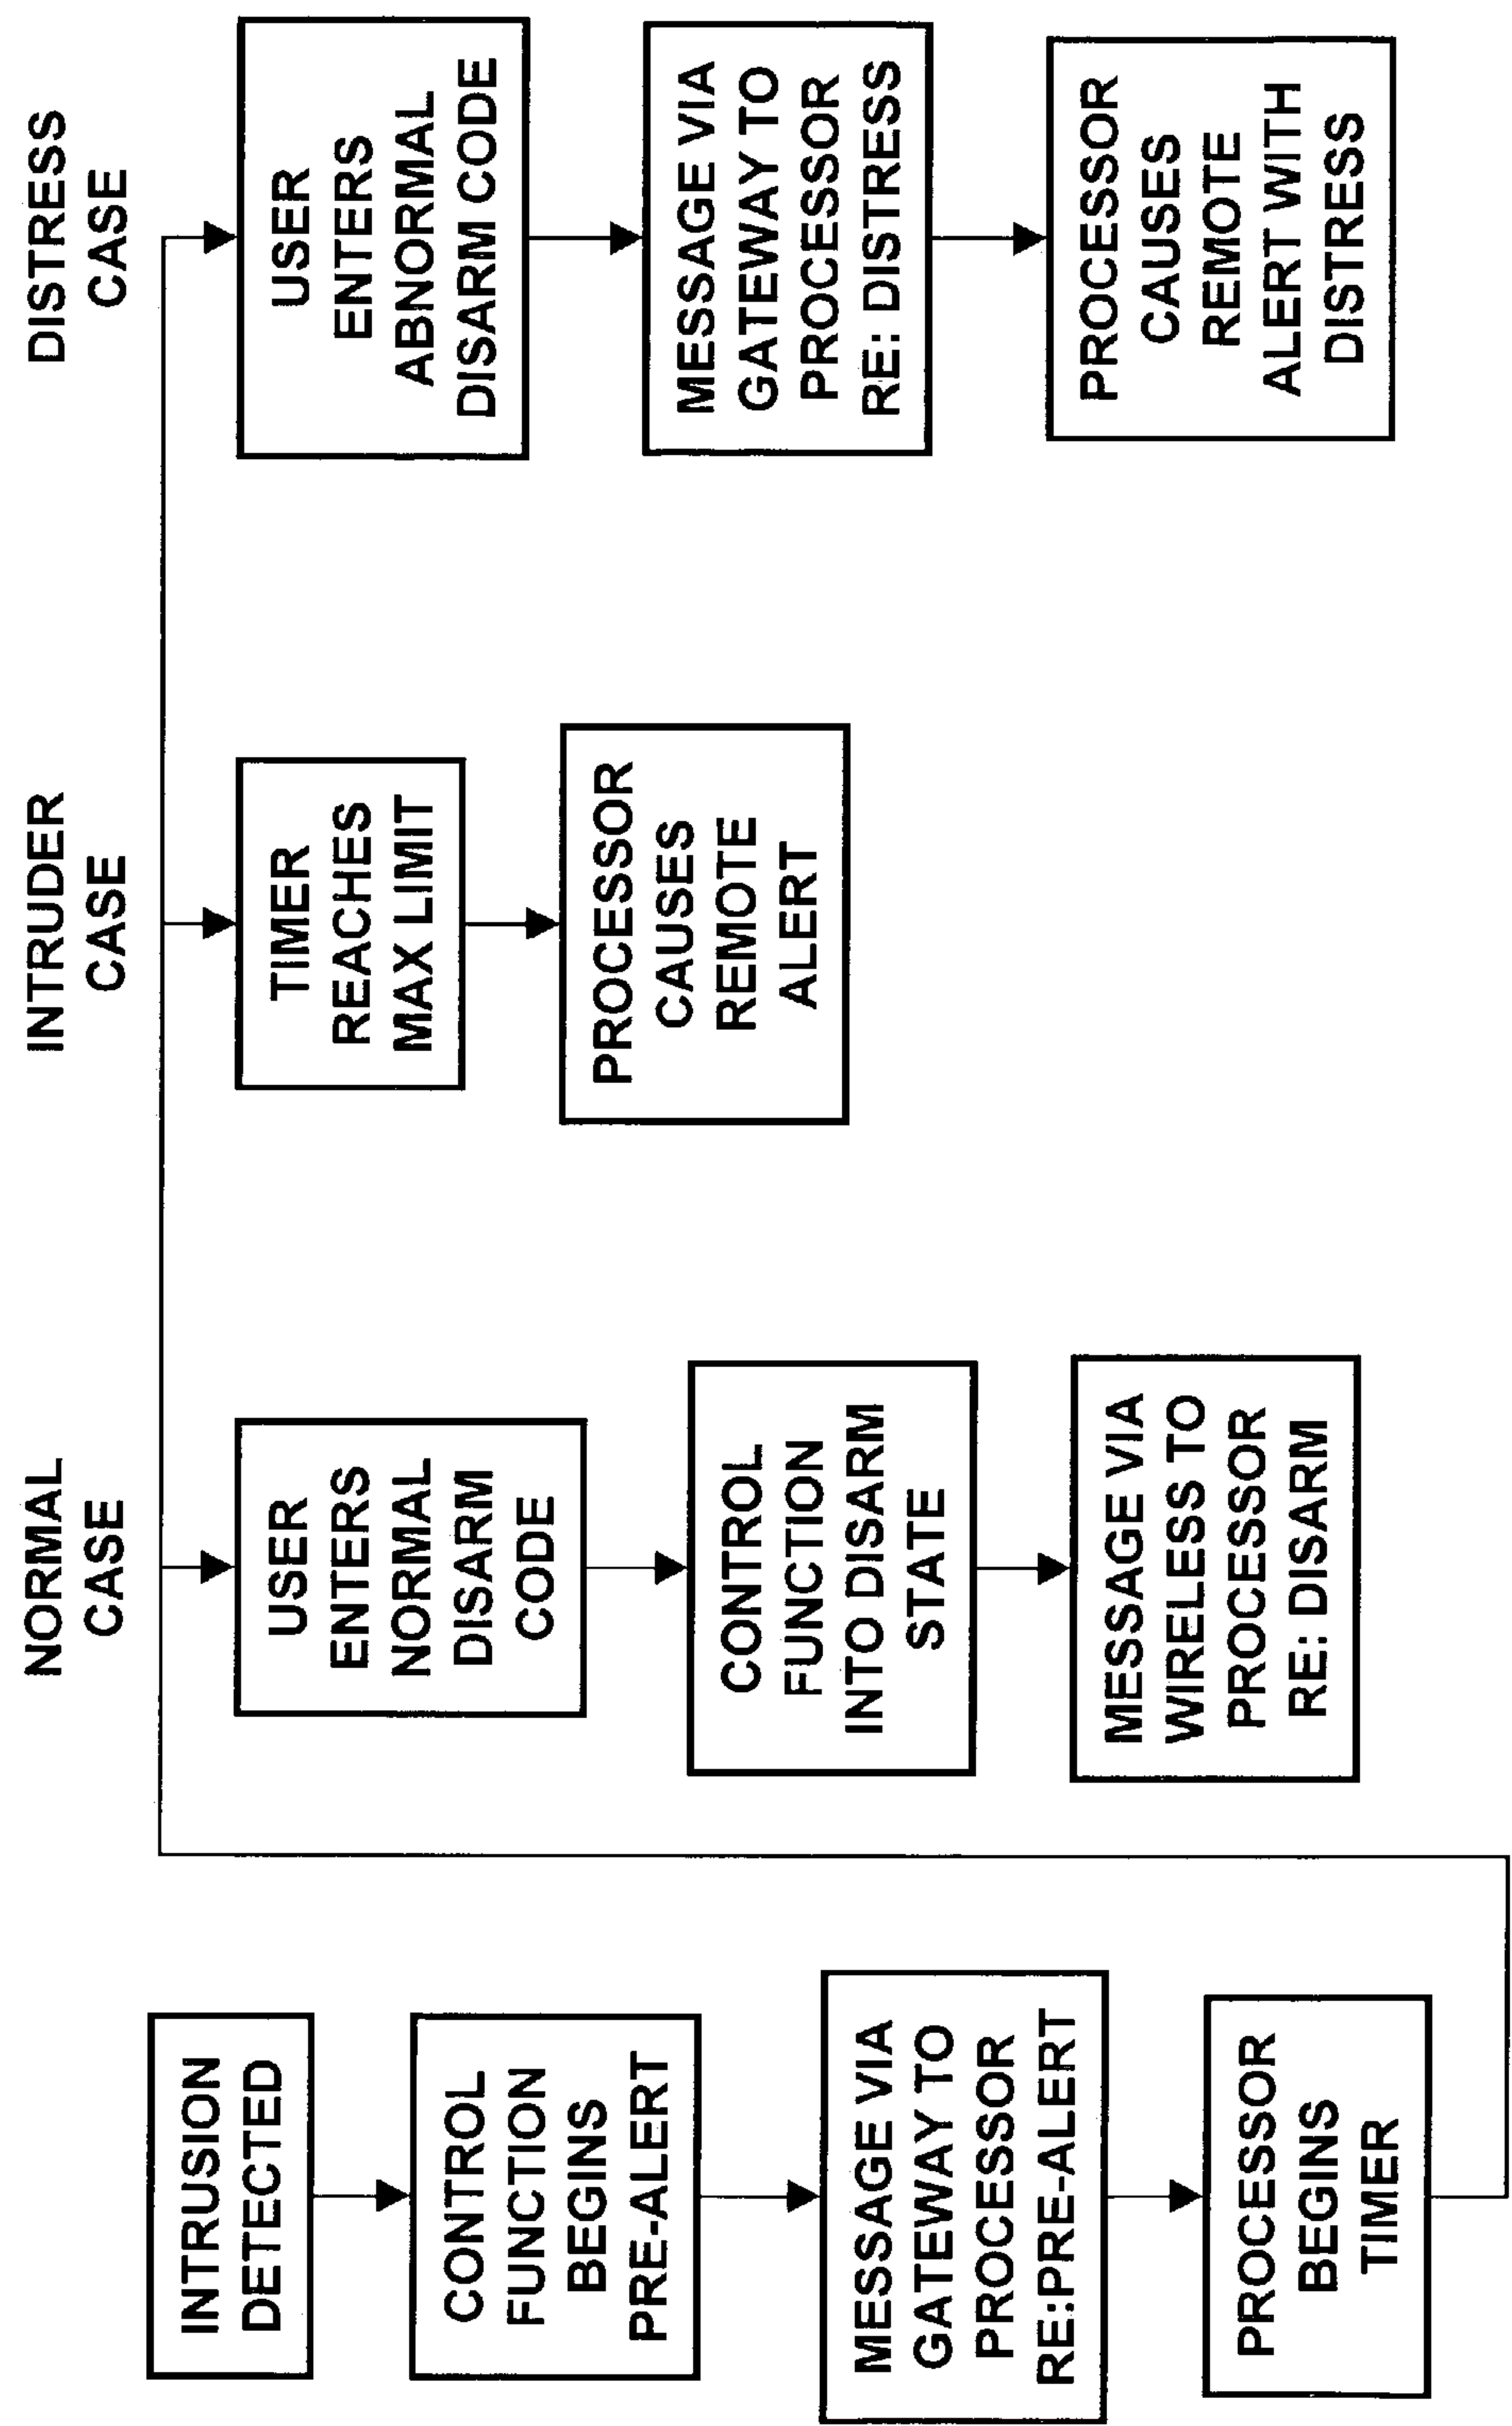 INTRUSION
DETECTED
CONTROL
FUNCTION
BEGINS
PRE-ALERT
MESSAGE VIA
GATEWAY TO
PROCESSOR
RE:PRE-ALERT
PROCESSOR
BEGINS
TIMER
NORMAL
CASE
USER
ENTERS
NORMAL
DISARM
CODE
CONTROL
FUNCTION
INTO DISARM
STATE
MESSAGE VIA
WIRELESS TO
PROCESSOR
RE: DISARM
INTRUDER
CASE
TIMER
REACHES
MAX LIMIT
PROCESSOR
CAUSES
REMOTE
ALERT
DISTRESS
CASE
USER
ENTERS
ABNORMAL
DISARM CODE
MESSAGE VIA
GATEWAY TO
PROCESSOR
RE: DISTRESS
PROCESSOR
CAUSES
REMOTE
ALERT WITH
DISTRESS